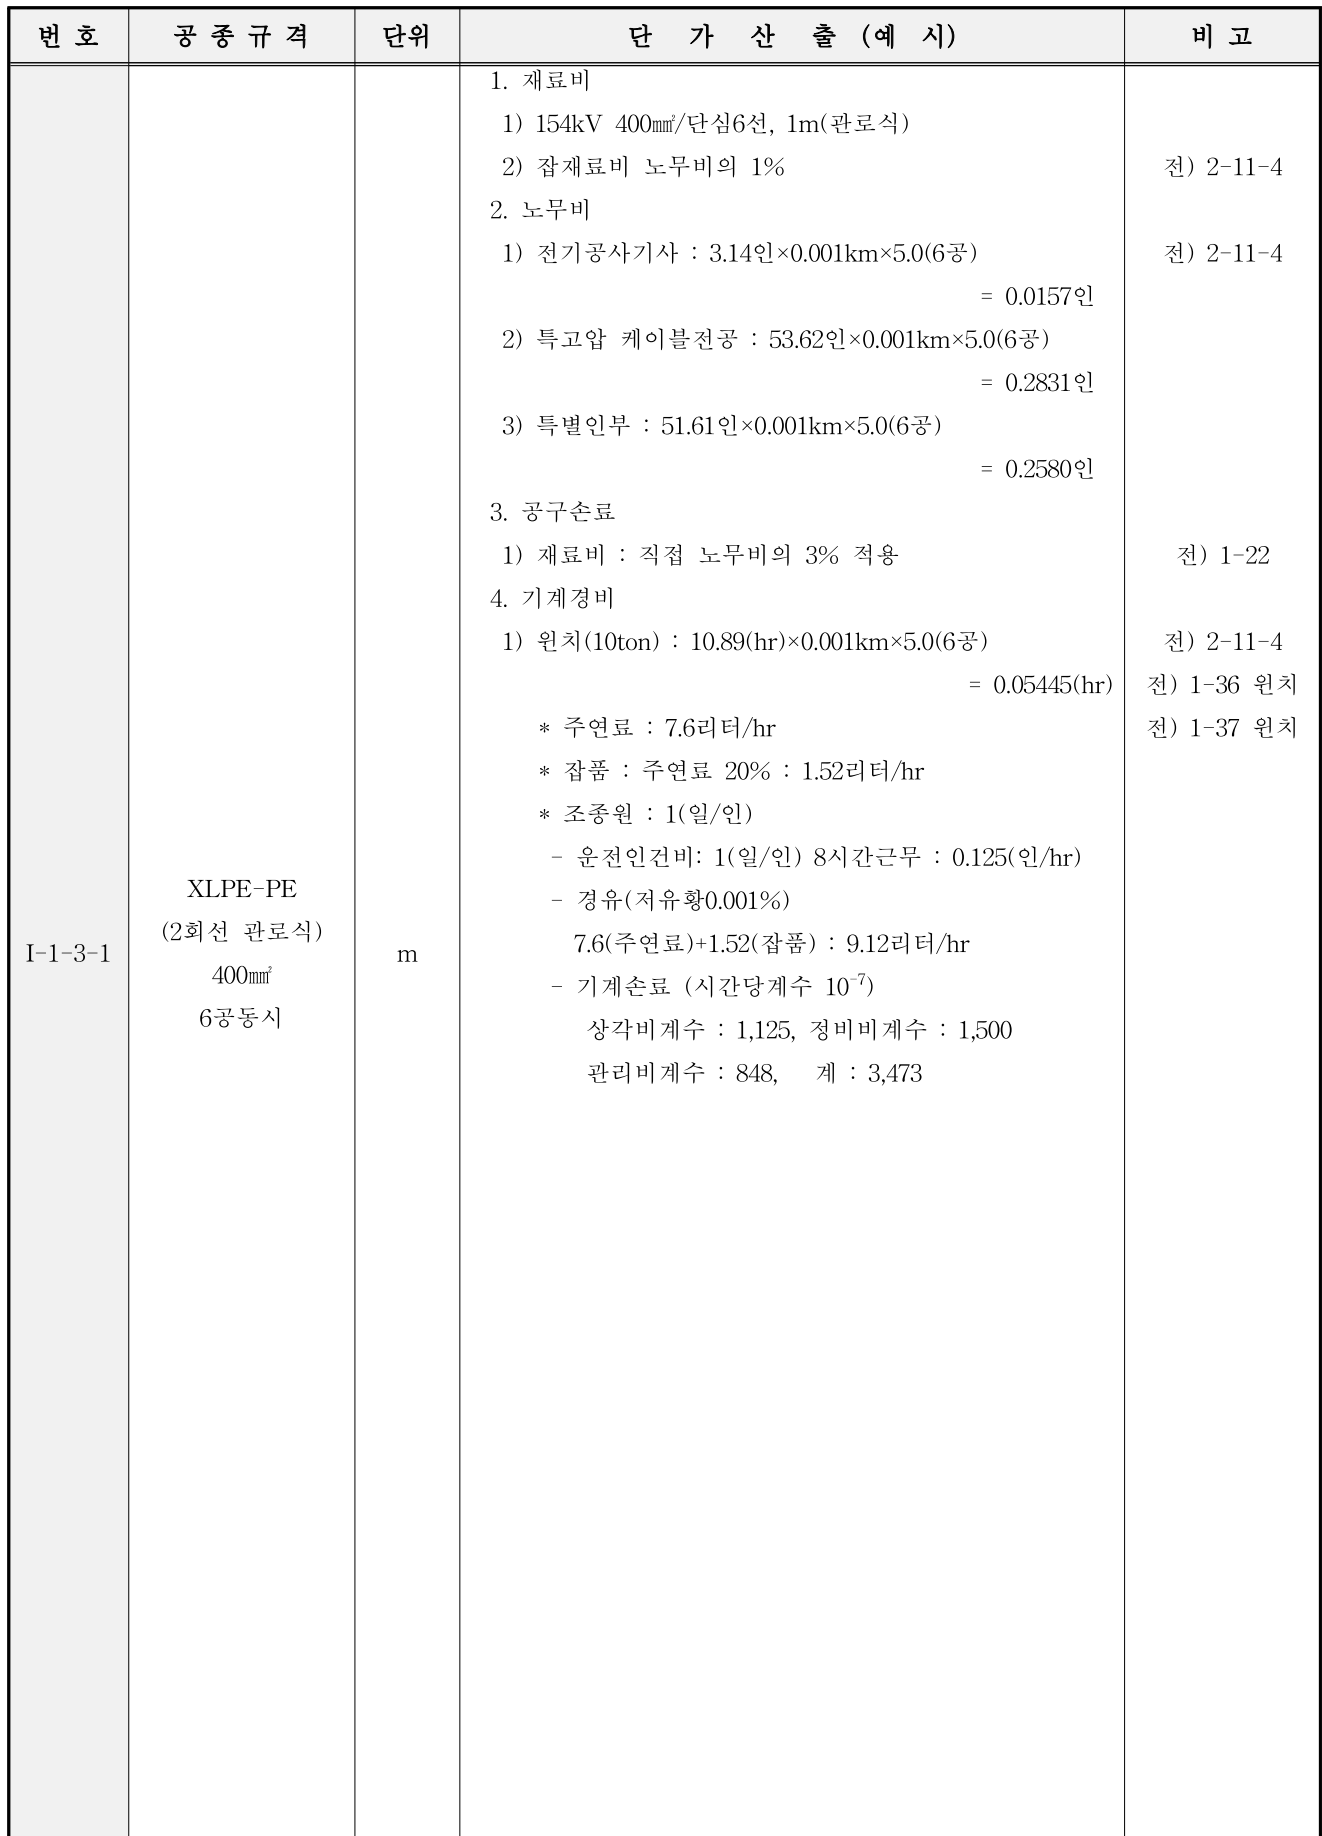 번 호 공 종 규 격 단위 단 가 산 출 (예 시) 비 고
1. 재료비
1) 154kV 400㎟/단심6선, 1m(관로식)
2) 잡재료비 노무비의 1% 전) 2-11-4
2. 노무비
1) 전기공사기사 : 3.14인×0.001km×5.0(6공) 전) 2-11-4
= 0.0157인
2) 특고압 케이블전공 : 53.62인×0.001km×5.0(6공)
= 0.2831인
3) 특별인부 : 51.61인×0.001km×5.0(6공)
= 0.2580인
3. 공구손료
1) 재료비 : 직접 노무비의 3% 적용 전) 1-22
4. 기계경비
1) 윈치(10ton) : 10.89(hr)×0.001km×5.0(6공) 전) 2-11-4
= 0.05445(hr) 전) 1-36 윈치
* 주연료 : 7.6리터/hr 전) 1-37 윈치
* 잡품 : 주연료 20% : 1.52리터/hr
* 조종원 : 1(일/인)
- 운전인건비: 1(일/인) 8시간근무 : 0.125(인/hr)
- 경유(저유황0.001%)
7.6(주연료)+1.52(잡품) : 9.12리터/hr
- 기계손료 (시간당계수 10⁻⁷)
상각비계수 : 1,125, 정비비계수 : 1,500
관리비계수 : 848, 계 : 3,473
I-1-3-1
XLPE-PE
(2회선 관로식)
400㎟
6공동시
m